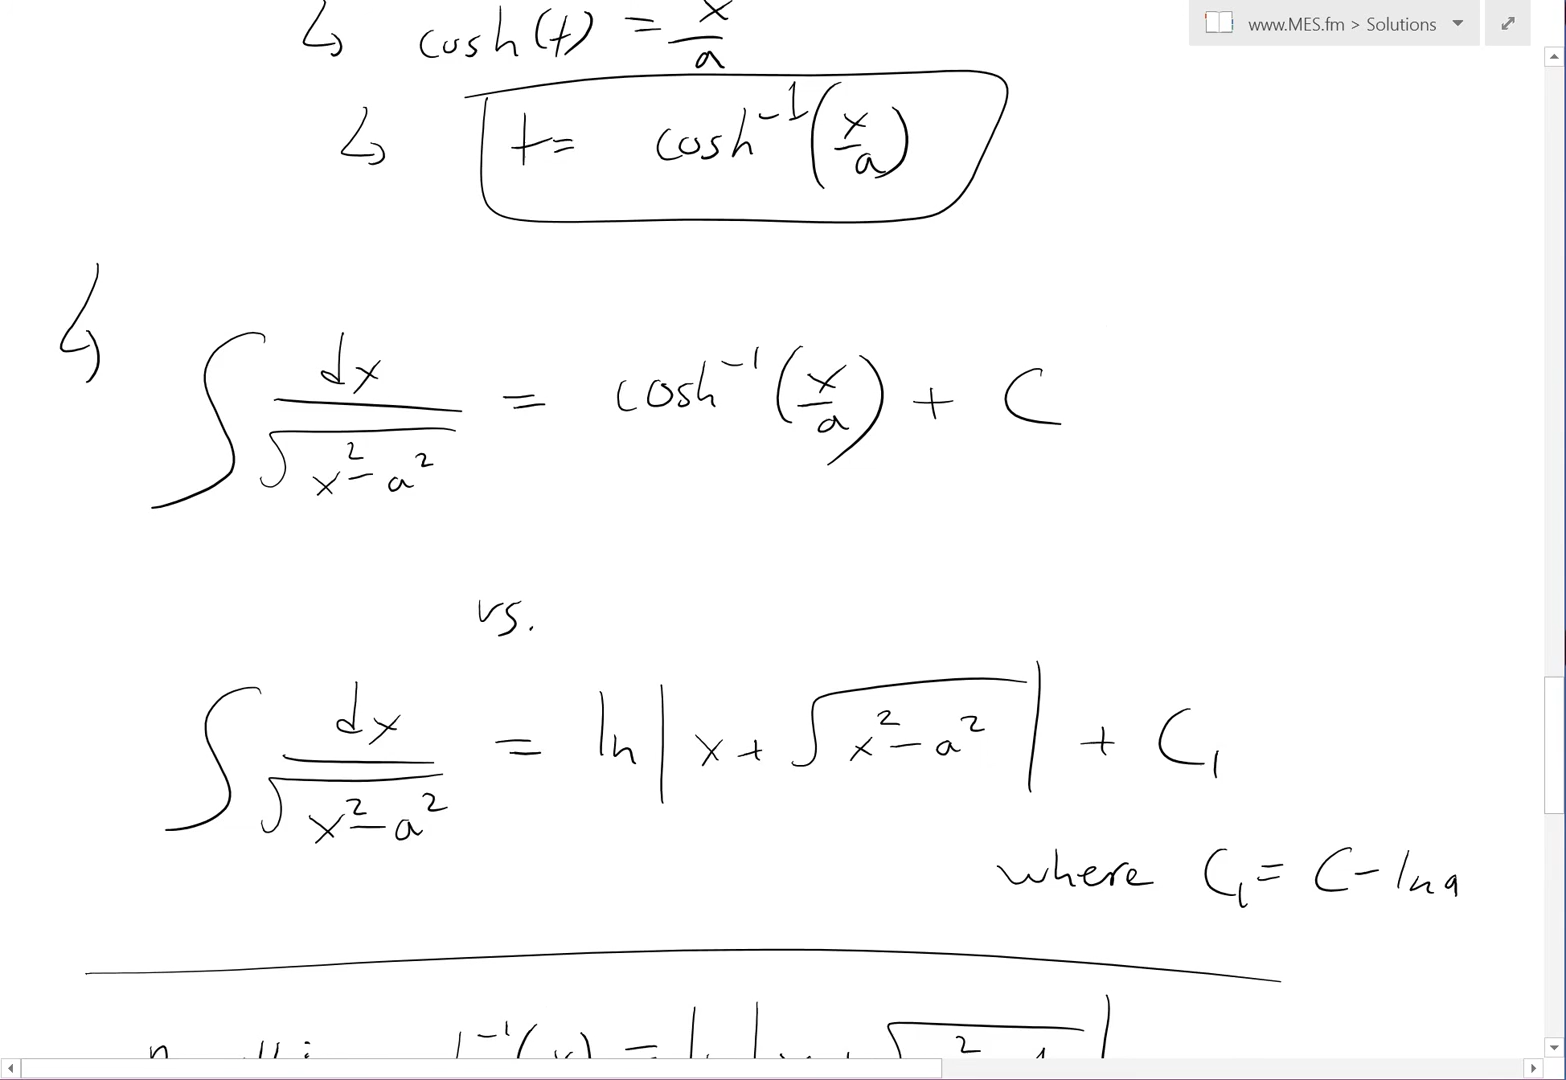 www.MES.fm > Solutions
↳ cosh(t) = x/a
↳ t = cosh⁻¹(x/a)
↳ ∫ dx/√(x² - a²) = cosh⁻¹(x/a) + C
vs.
∫ dx/√(x² - a²) = ln|x + √(x² - a²)| + C₁
where C₁ = C - ln a